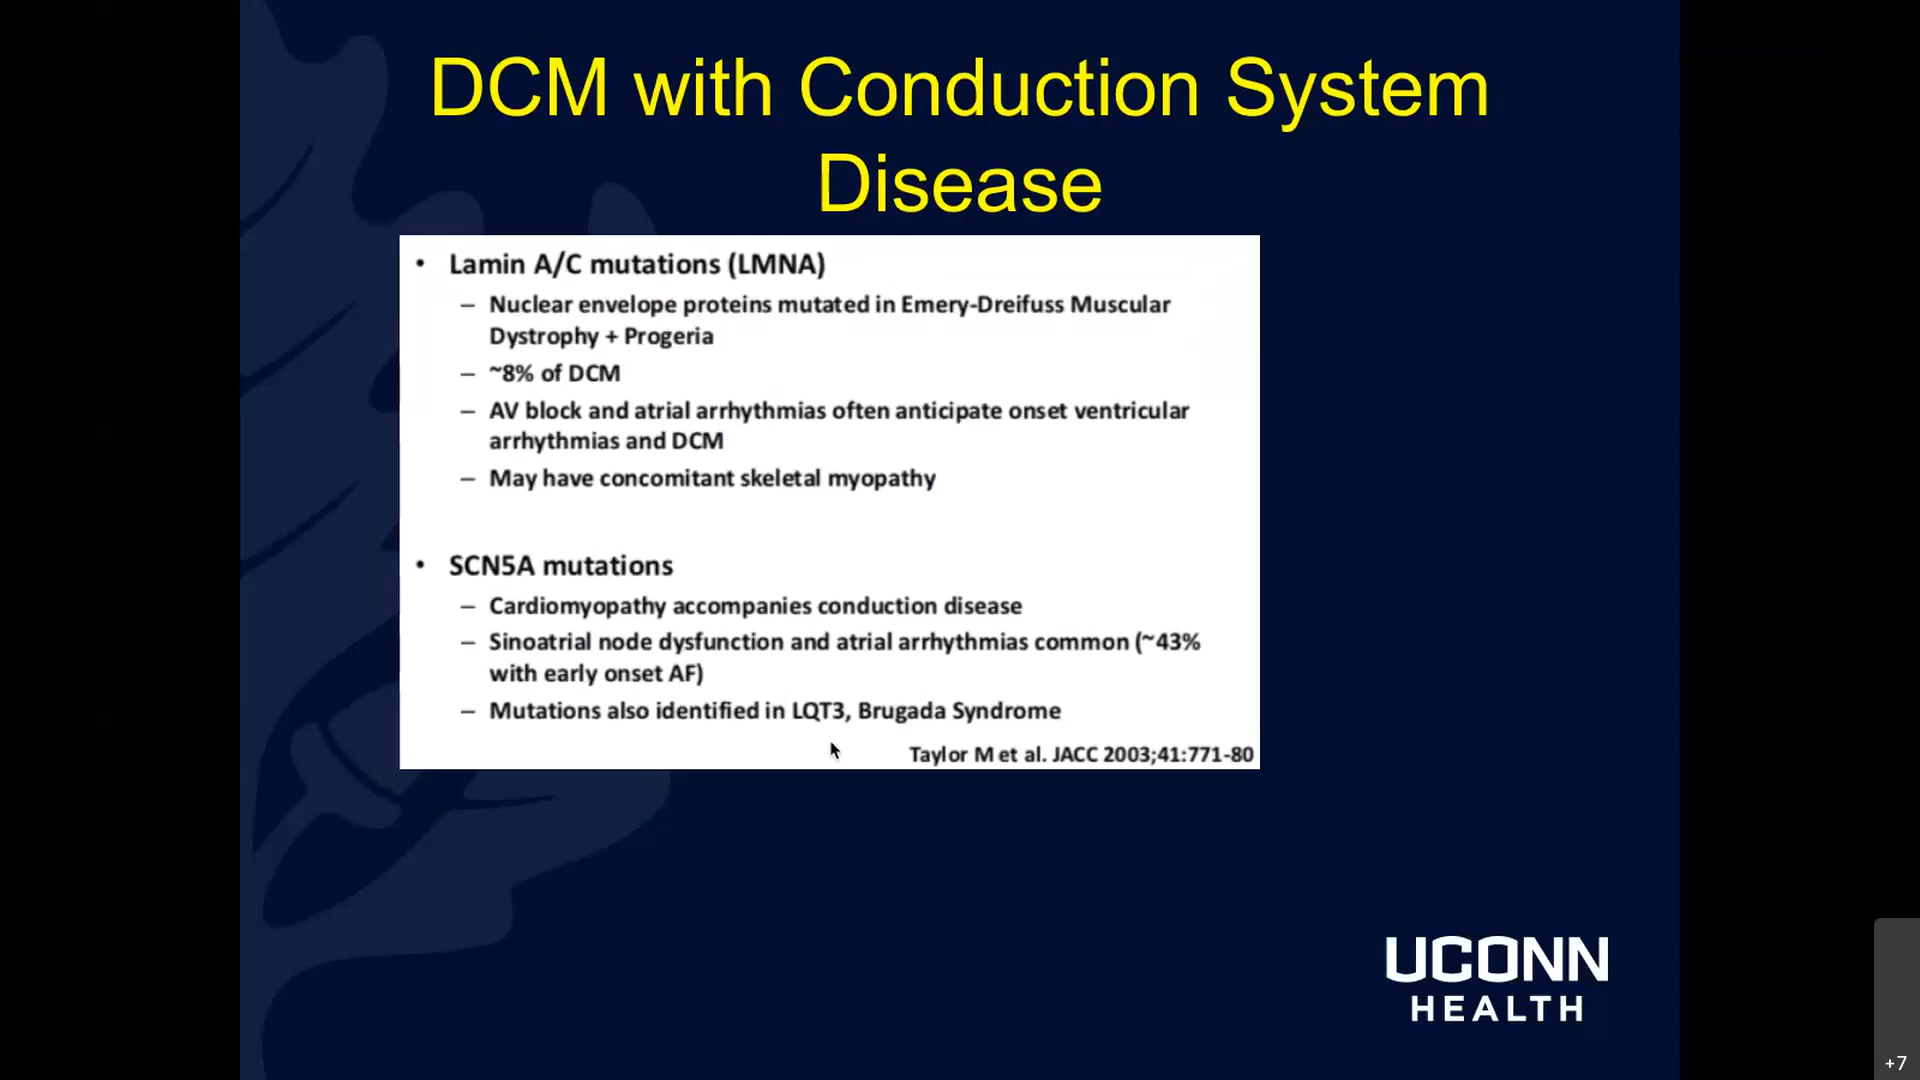 DCM with Conduction System
Disease
• Lamin A/C mutations (LMNA)
– Nuclear envelope proteins mutated in Emery-Dreifuss Muscular
Dystrophy + Progeria
– ~8% of DCM
– AV block and atrial arrhythmias often anticipate onset ventricular
arrhythmias and DCM
– May have concomitant skeletal myopathy
• SCN5A mutations
– Cardiomyopathy accompanies conduction disease
– Sinoatrial node dysfunction and atrial arrhythmias common (~43%
with early onset AF)
– Mutations also identified in LQT3, Brugada Syndrome
Taylor M et al. JACC 2003;41:771-80
UCONN
HEALTH
+7